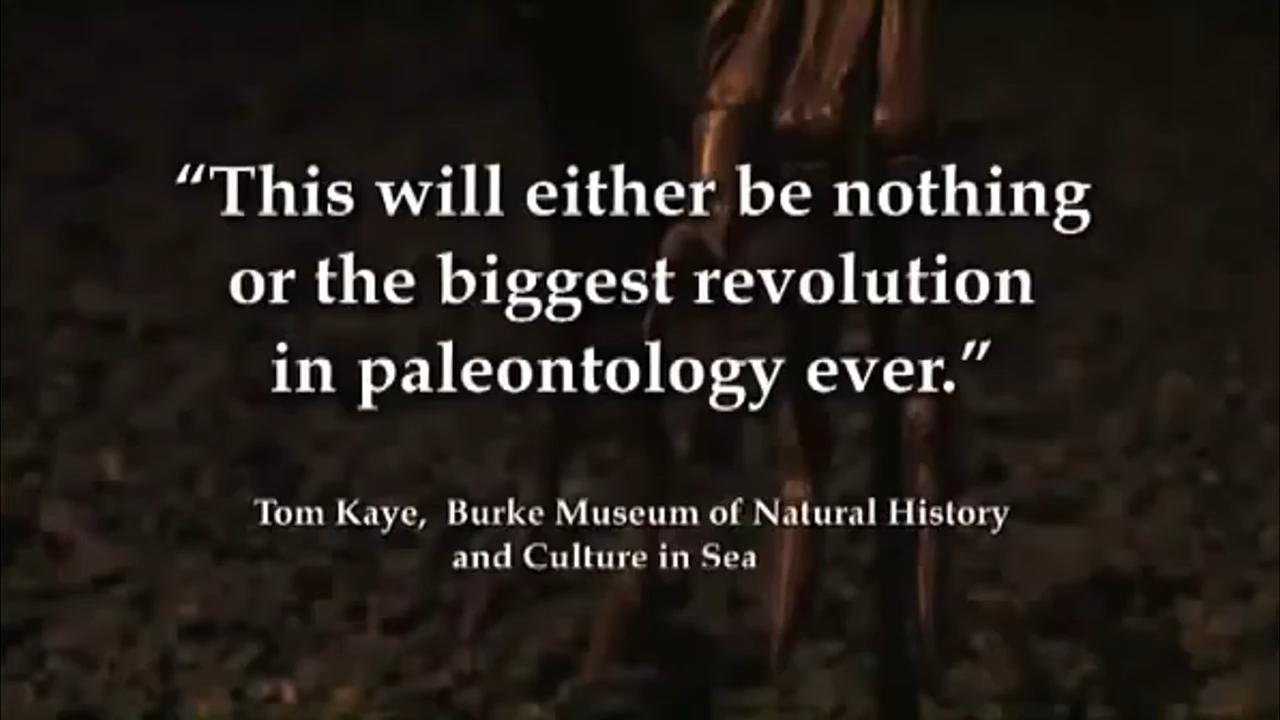 “This will either be nothing
or the biggest revolution
in paleontology ever.”
Tom Kaye, Burke Museum of Natural History
and Culture in Sea